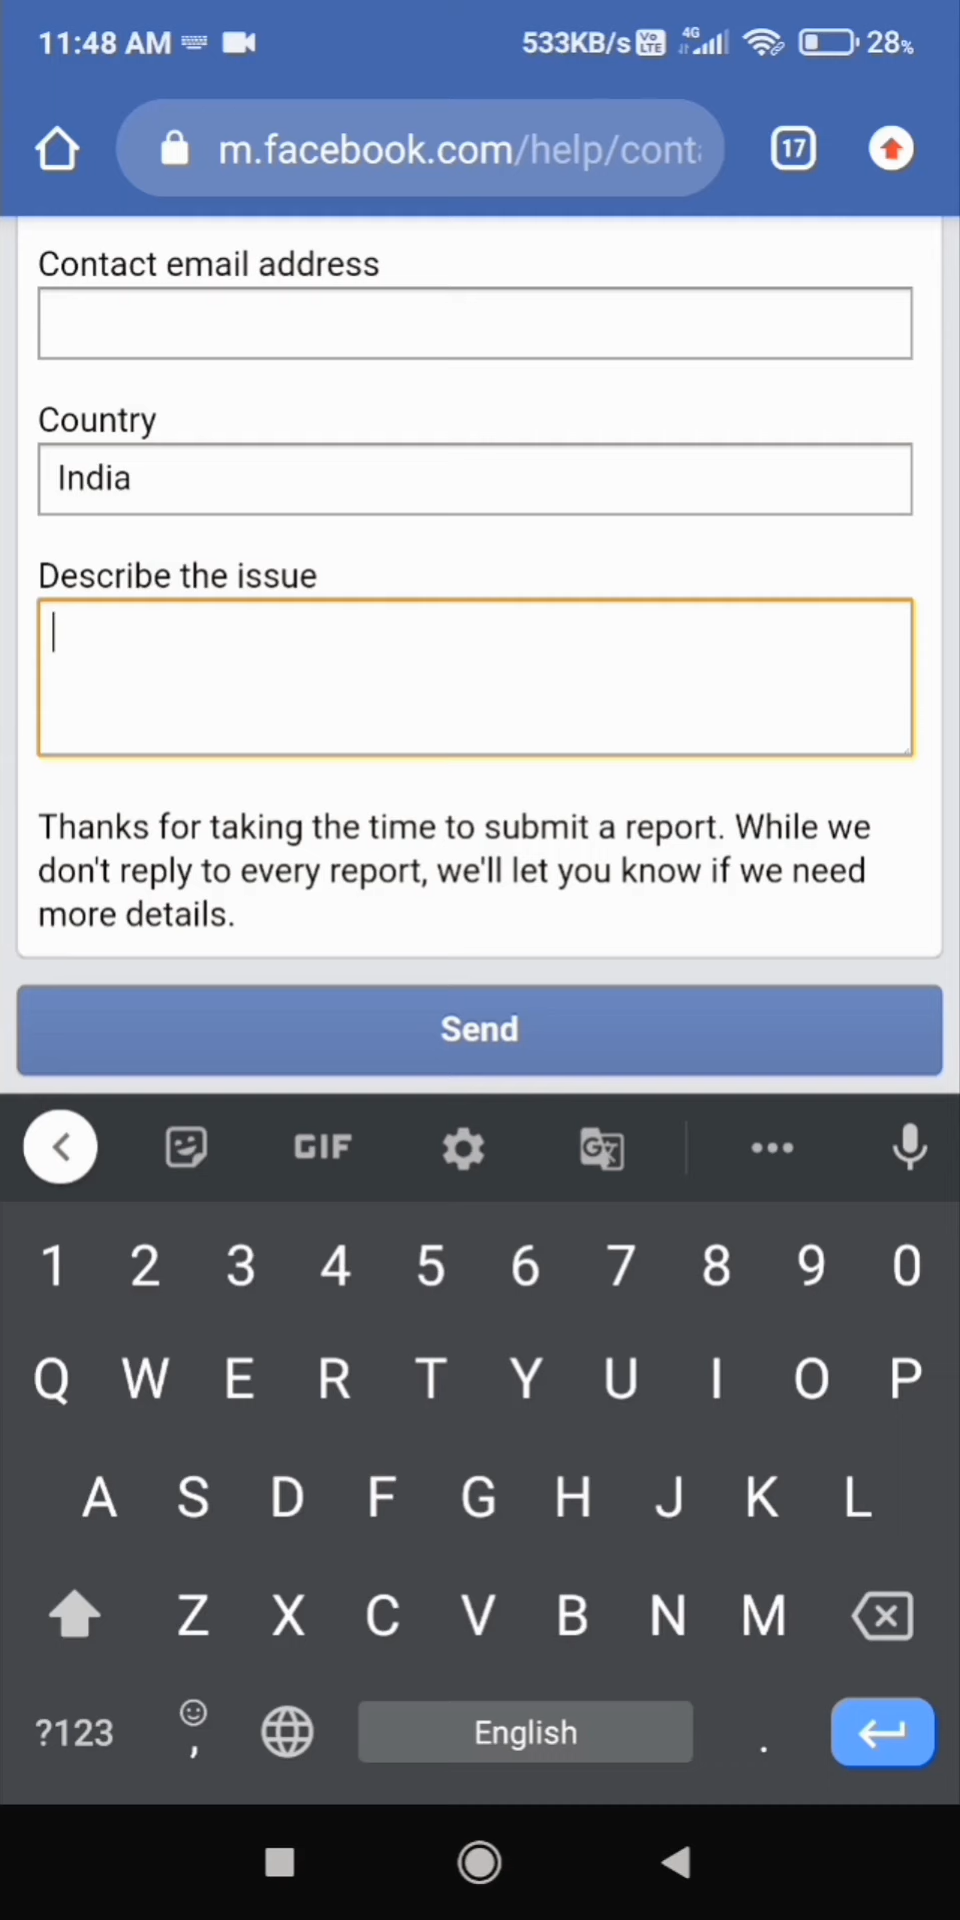 11:48 AM 533KB/s Vo LTE 4G 28%
m.facebook.com/help/cont 17
Contact email address
Country
India
Describe the issue
Thanks for taking the time to submit a report. While we
don't reply to every report, we'll let you know if we need
more details.
Send
GIF G
1 2 3 4 5 6 7 8 9 0
Q W E R T Y U I O P
A S D F G H J K L
Z X C V B N M
?123 , English .